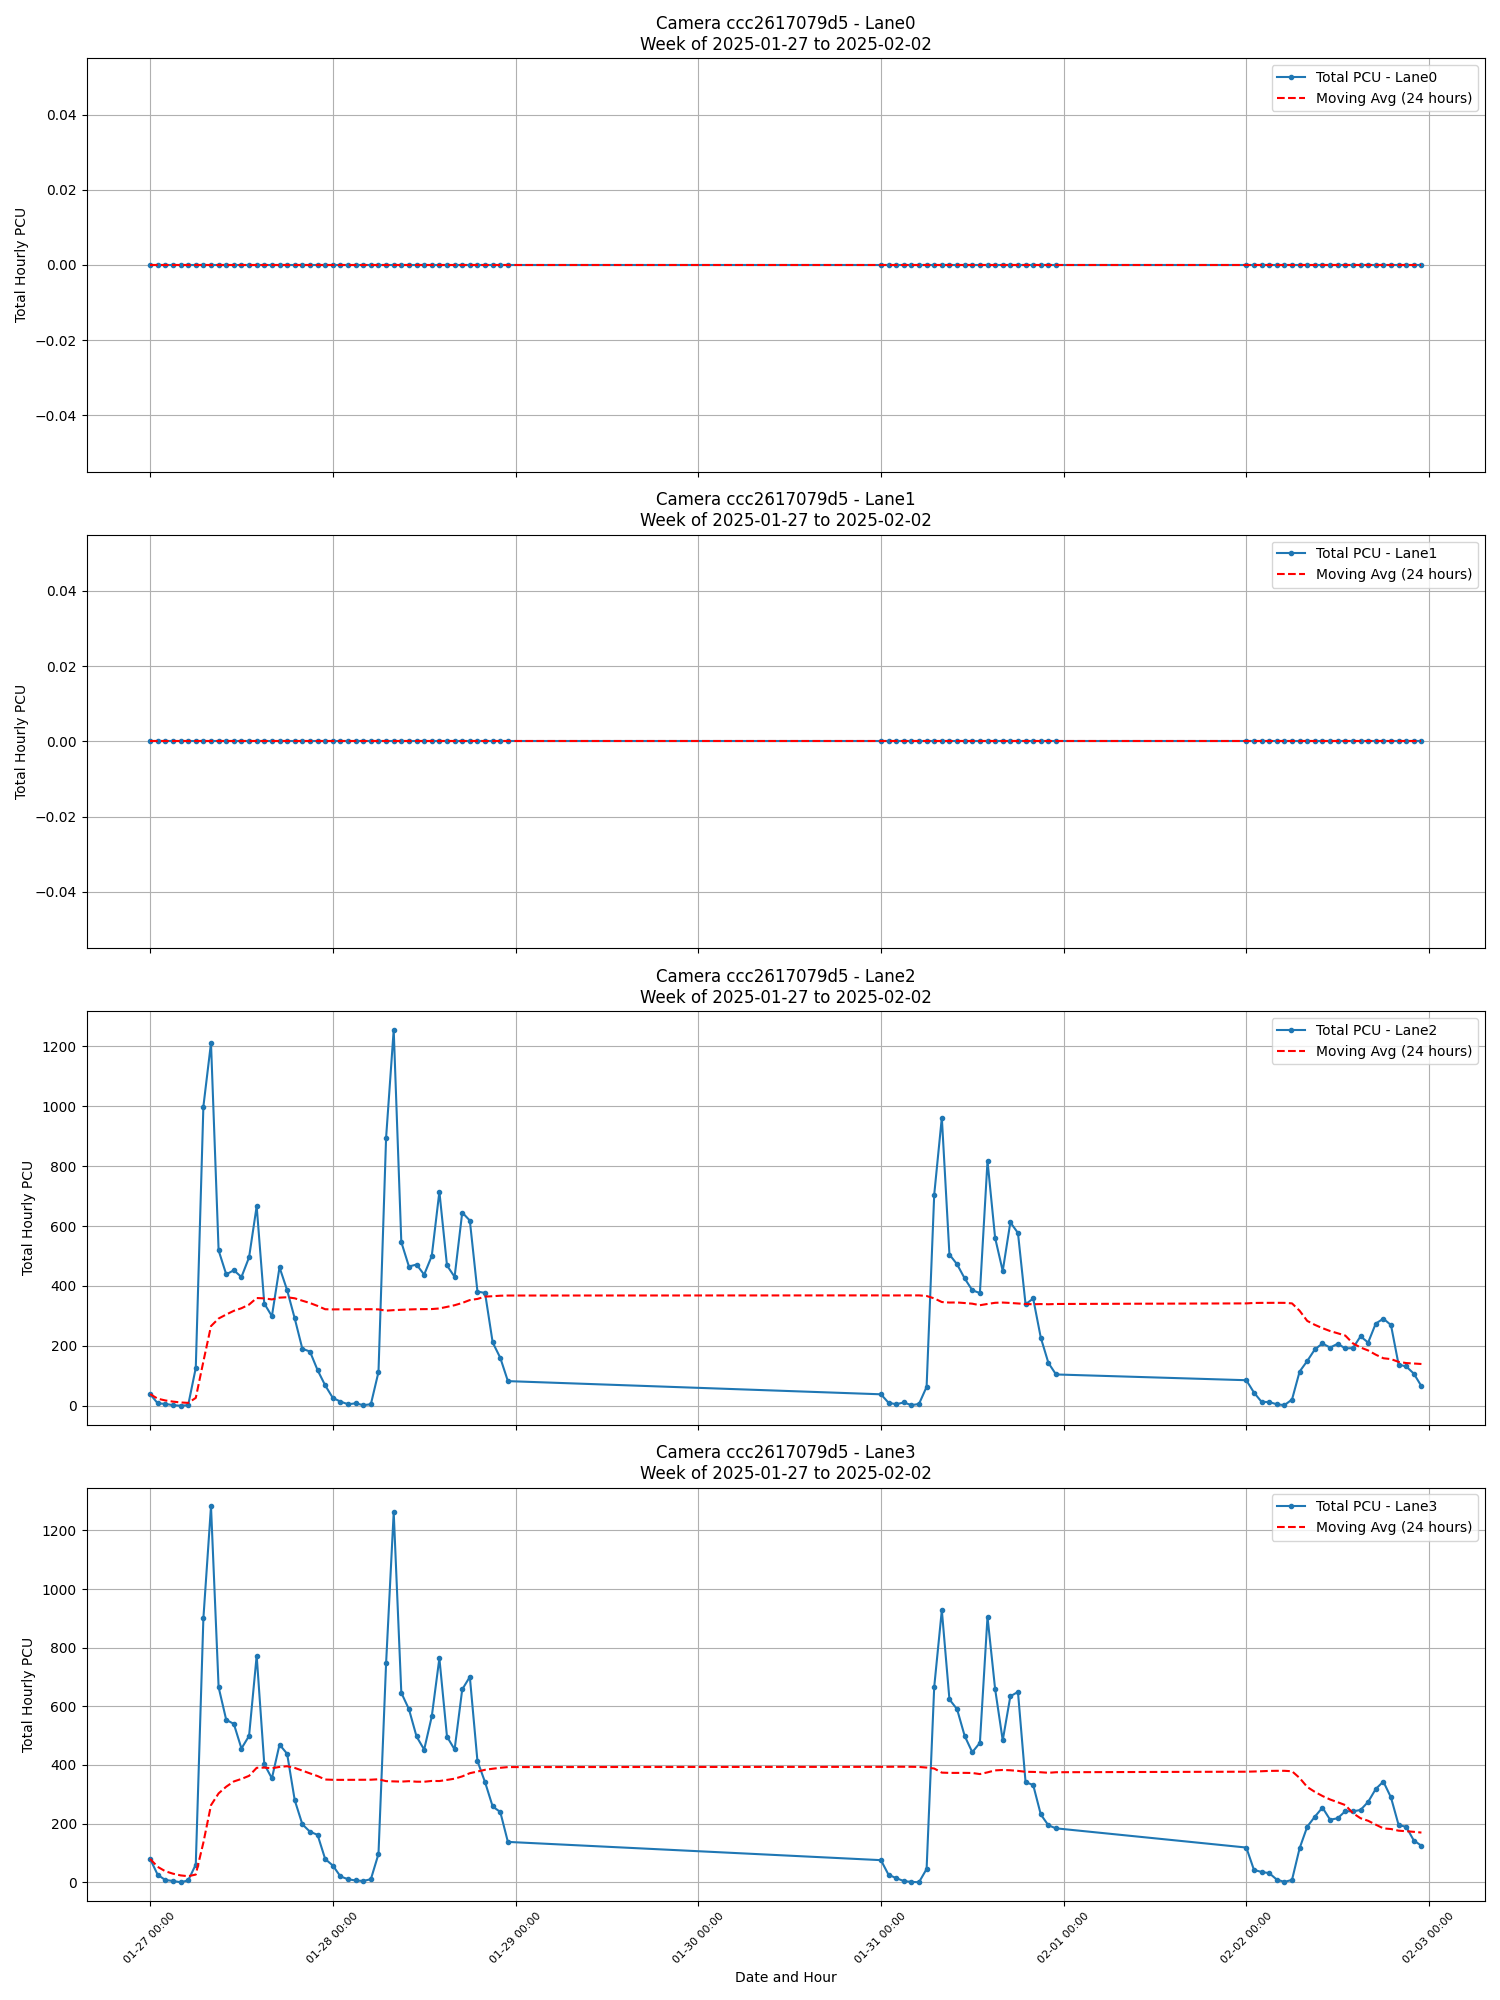 Camera ccc2617079d5 - Lane0
Week of 2025-01-27 to 2025-02-02
Total PCU - Lane0
Moving Avg (24 hours)
Total Hourly PCU
0.04
0.02
0.00
−0.02
−0.04
Camera ccc2617079d5 - Lane1
Week of 2025-01-27 to 2025-02-02
Total PCU - Lane1
Moving Avg (24 hours)
Total Hourly PCU
0.04
0.02
0.00
−0.02
−0.04
Camera ccc2617079d5 - Lane2
Week of 2025-01-27 to 2025-02-02
Total PCU - Lane2
Moving Avg (24 hours)
Total Hourly PCU
1200
1000
800
600
400
200
0
Camera ccc2617079d5 - Lane3
Week of 2025-01-27 to 2025-02-02
Total PCU - Lane3
Moving Avg (24 hours)
Total Hourly PCU
1200
1000
800
600
400
200
0
01-27 00:00
01-28 00:00
01-29 00:00
01-30 00:00
01-31 00:00
02-01 00:00
02-02 00:00
02-03 00:00
Date and Hour